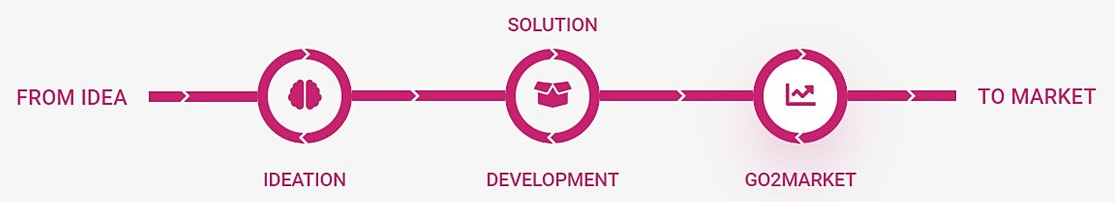 SOLUTION
FROM IDEA
TO MARKET
IDEATION
DEVELOPMENT
GO2MARKET